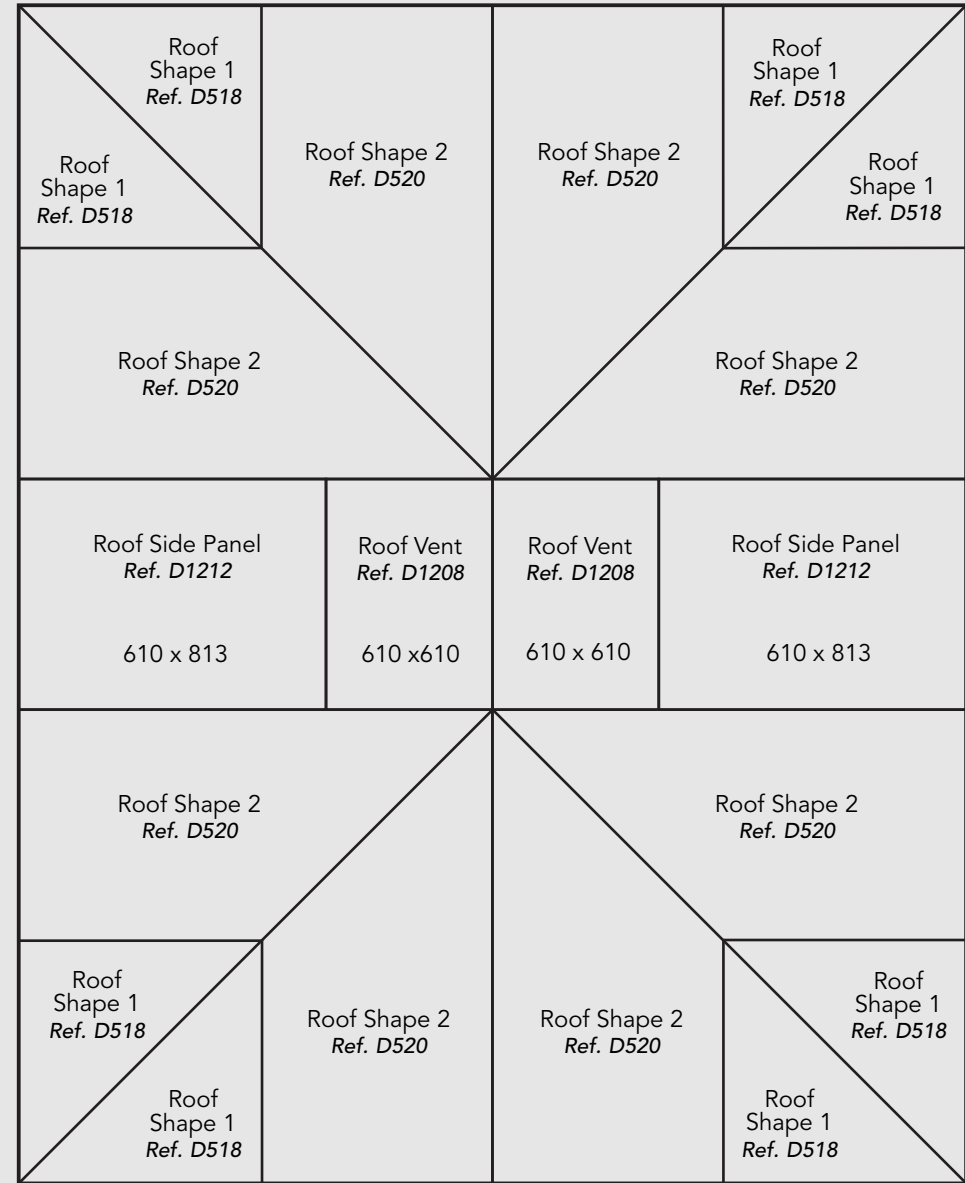 Roof
Shape 1
Ref. D518
Roof
Shape 1
Ref. D518
Roof Shape 2
Ref. D520
Roof Shape 2
Ref. D520
Roof
Shape 1
Ref. D518
Roof
Shape 1
Ref. D518
Roof Shape 2
Ref. D520
Roof Shape 2
Ref. D520
Roof Side Panel
Ref. D1212
610 x 813
Roof Vent
Ref. D1208
610 x610
Roof Vent
Ref. D1208
610 x 610
Roof Side Panel
Ref. D1212
610 x 813
Roof Shape 2
Ref. D520
Roof Shape 2
Ref. D520
Roof
Shape 1
Ref. D518
Roof
Shape 1
Ref. D518
Roof Shape 2
Ref. D520
Roof Shape 2
Ref. D520
Roof
Shape 1
Ref. D518
Roof
Shape 1
Ref. D518